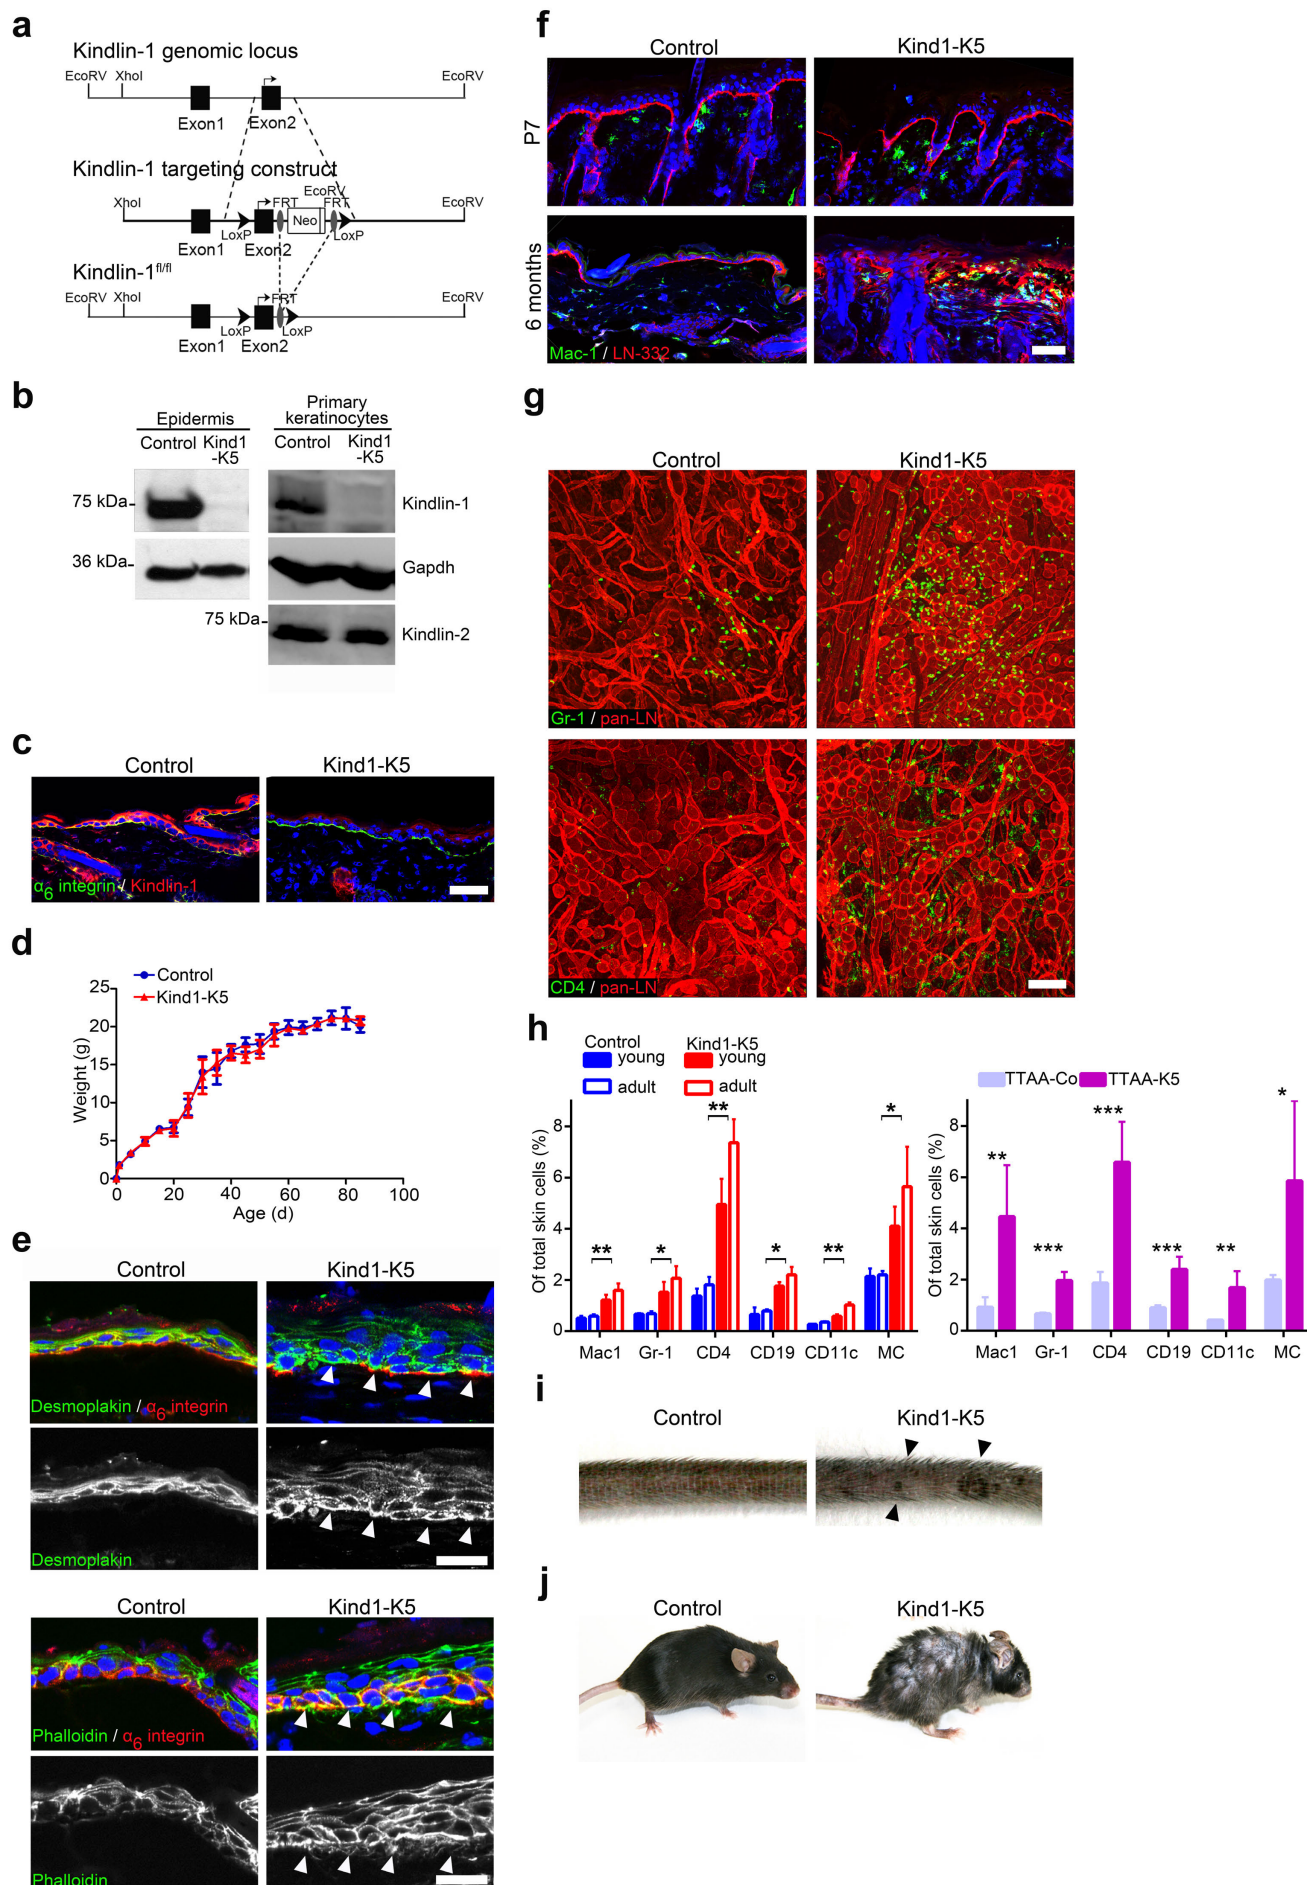 a
Kindlin-1 genomic locus
EcoRV XhoI EcoRV
Exon1 Exon2
Kindlin-1 targeting construct
XhoI FRT EcoRV FRT EcoRV
Neo
LoxP LoxP
Exon1 Exon2
Kindlin-1fl/fl
EcoRV XhoI FRT EcoRV
LoxP LoxP
Exon1 Exon2
b
Epidermis
Control Kind1
-K5
Primary
keratinocytes
Control Kind1
-K5
75 kDa
Kindlin-1
36 kDa
Gapdh
75 kDa
Kindlin-2
c
Control Kind1-K5
α6 integrin / Kindlin-1
d
Control
Kind1-K5
Weight (g)
25
20
15
10
5
0
0 20 40 60 80 100
Age (d)
e
Control Kind1-K5
Desmoplakin / α6 integrin
Desmoplakin
Control Kind1-K5
Phalloidin / α6 integrin
Phalloidin
f
Control Kind1-K5
P7
6 months
Mac-1 / LN-332
g
Control Kind1-K5
Gr-1 / pan-LN
CD4 / pan-LN
h
Control Kind1-K5
young young
adult adult
Of total skin cells (%)
8
6
4
2
0
** * ** * ** *
Mac1 Gr-1 CD4 CD19 CD11c MC
TTAA-Co TTAA-K5
Of total skin cells (%)
8
6
4
2
0
** *** *** *** ** *
Mac1 Gr-1 CD4 CD19 CD11c MC
i
Control Kind1-K5
j
Control Kind1-K5